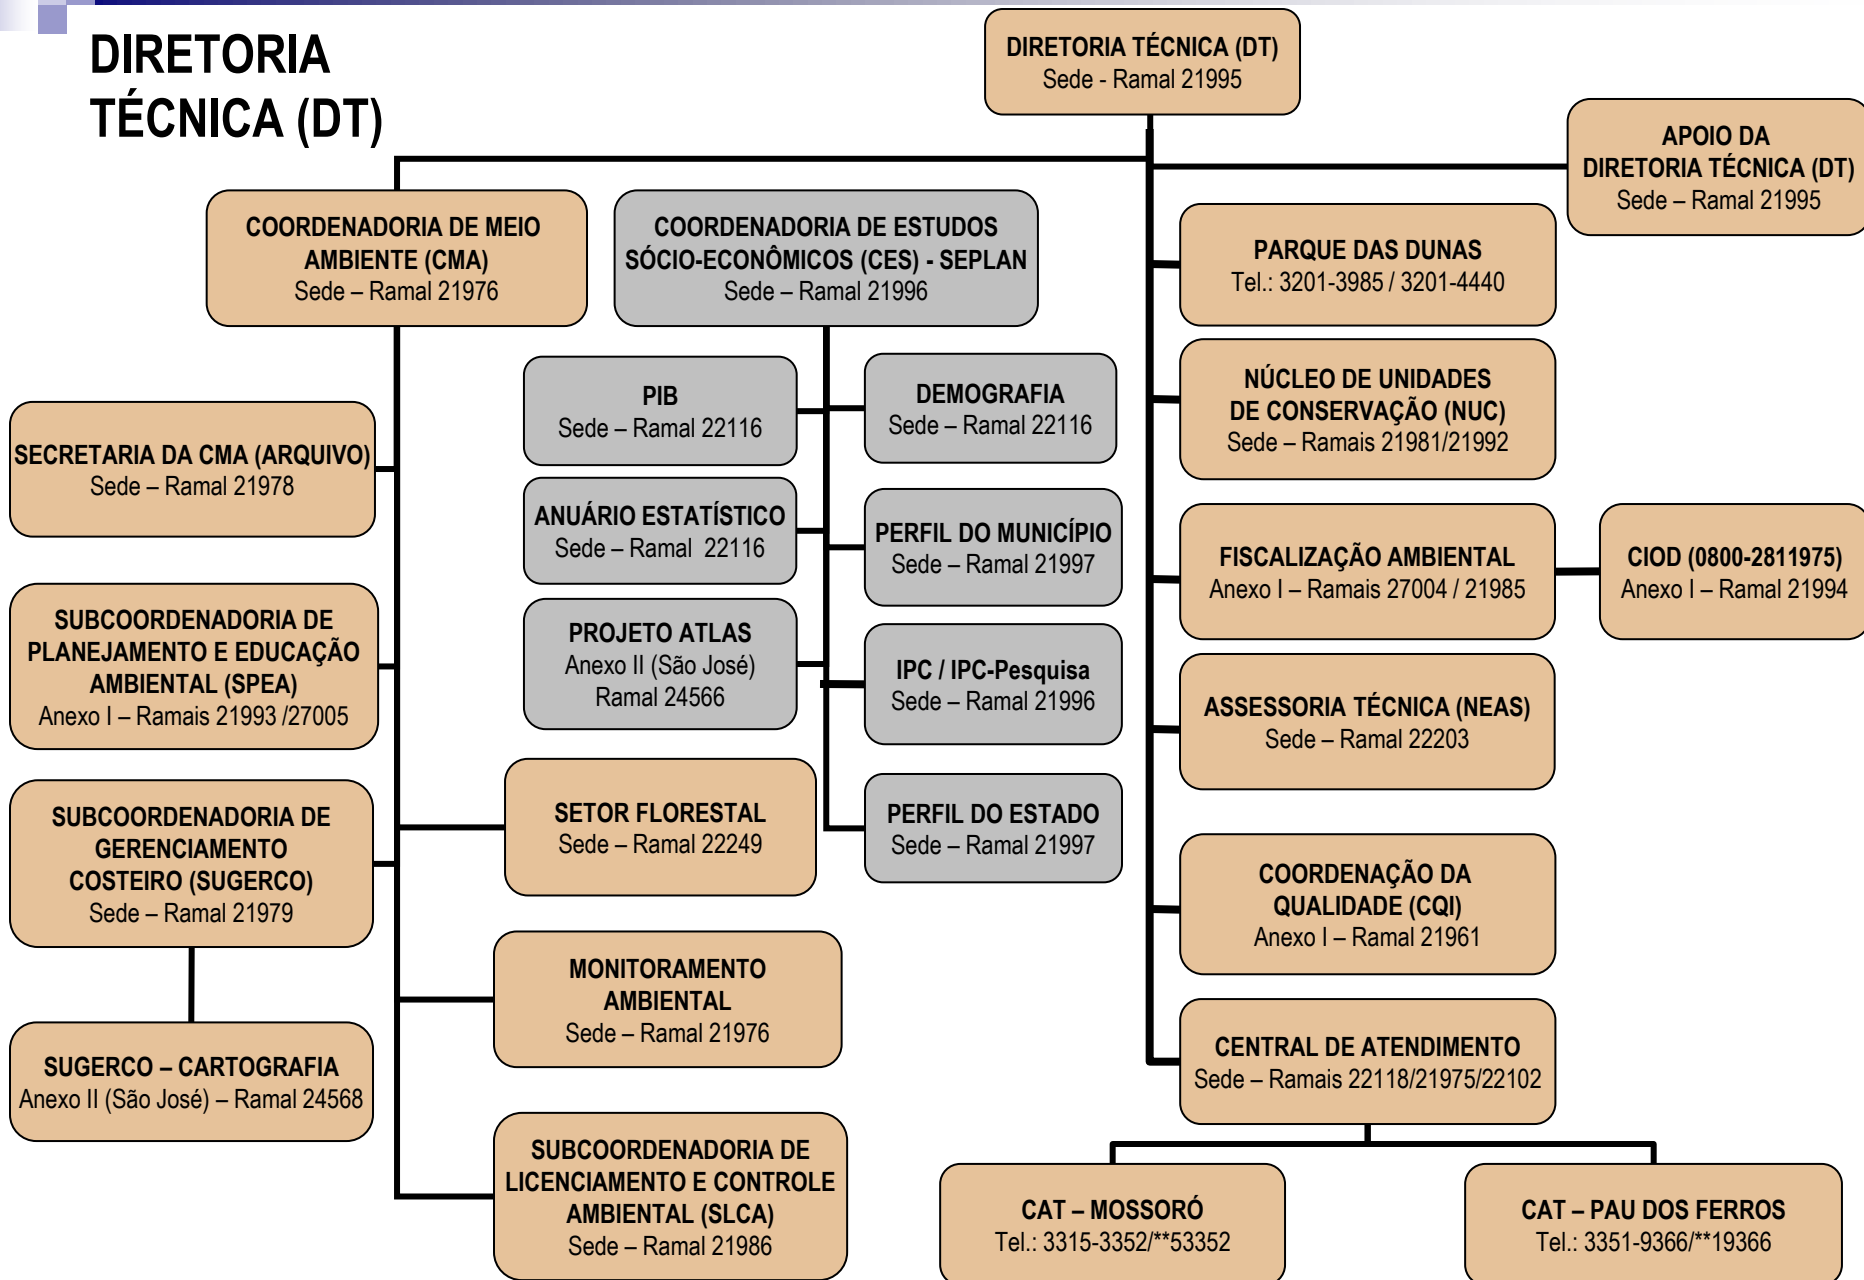 DIRETORIA
TÉCNICA (DT)
DIRETORIA TÉCNICA (DT)
Sede - Ramal 21995
APOIO DA
DIRETORIA TÉCNICA (DT)
Sede – Ramal 21995
COORDENADORIA DE MEIO
AMBIENTE (CMA)
Sede – Ramal 21976
COORDENADORIA DE ESTUDOS
SÓCIO-ECONÔMICOS (CES) - SEPLAN
Sede – Ramal 21996
PARQUE DAS DUNAS
Tel.: 3201-3985 / 3201-4440
NÚCLEO DE UNIDADES
DE CONSERVAÇÃO (NUC)
Sede – Ramais 21981/21992
PIB
Sede – Ramal 22116
DEMOGRAFIA
Sede – Ramal 22116
SECRETARIA DA CMA (ARQUIVO)
Sede – Ramal 21978
ANUÁRIO ESTATÍSTICO
Sede – Ramal 22116
PERFIL DO MUNICÍPIO
Sede – Ramal 21997
FISCALIZAÇÃO AMBIENTAL
Anexo I – Ramais 27004 / 21985
CIOD (0800-2811975)
Anexo I – Ramal 21994
SUBCOORDENADORIA DE
PLANEJAMENTO E EDUCAÇÃO
AMBIENTAL (SPEA)
Anexo I – Ramais 21993 /27005
PROJETO ATLAS
Anexo II (São José)
Ramal 24566
IPC / IPC-Pesquisa
Sede – Ramal 21996
ASSESSORIA TÉCNICA (NEAS)
Sede – Ramal 22203
SUBCOORDENADORIA DE
GERENCIAMENTO
COSTEIRO (SUGERCO)
Sede – Ramal 21979
SETOR FLORESTAL
Sede – Ramal 22249
PERFIL DO ESTADO
Sede – Ramal 21997
COORDENAÇÃO DA
QUALIDADE (CQI)
Anexo I – Ramal 21961
MONITORAMENTO
AMBIENTAL
Sede – Ramal 21976
SUGERCO – CARTOGRAFIA
Anexo II (São José) – Ramal 24568
CENTRAL DE ATENDIMENTO
Sede – Ramais 22118/21975/22102
SUBCOORDENADORIA DE
LICENCIAMENTO E CONTROLE
AMBIENTAL (SLCA)
Sede – Ramal 21986
CAT – MOSSORÓ
Tel.: 3315-3352/**53352
CAT – PAU DOS FERROS
Tel.: 3351-9366/**19366